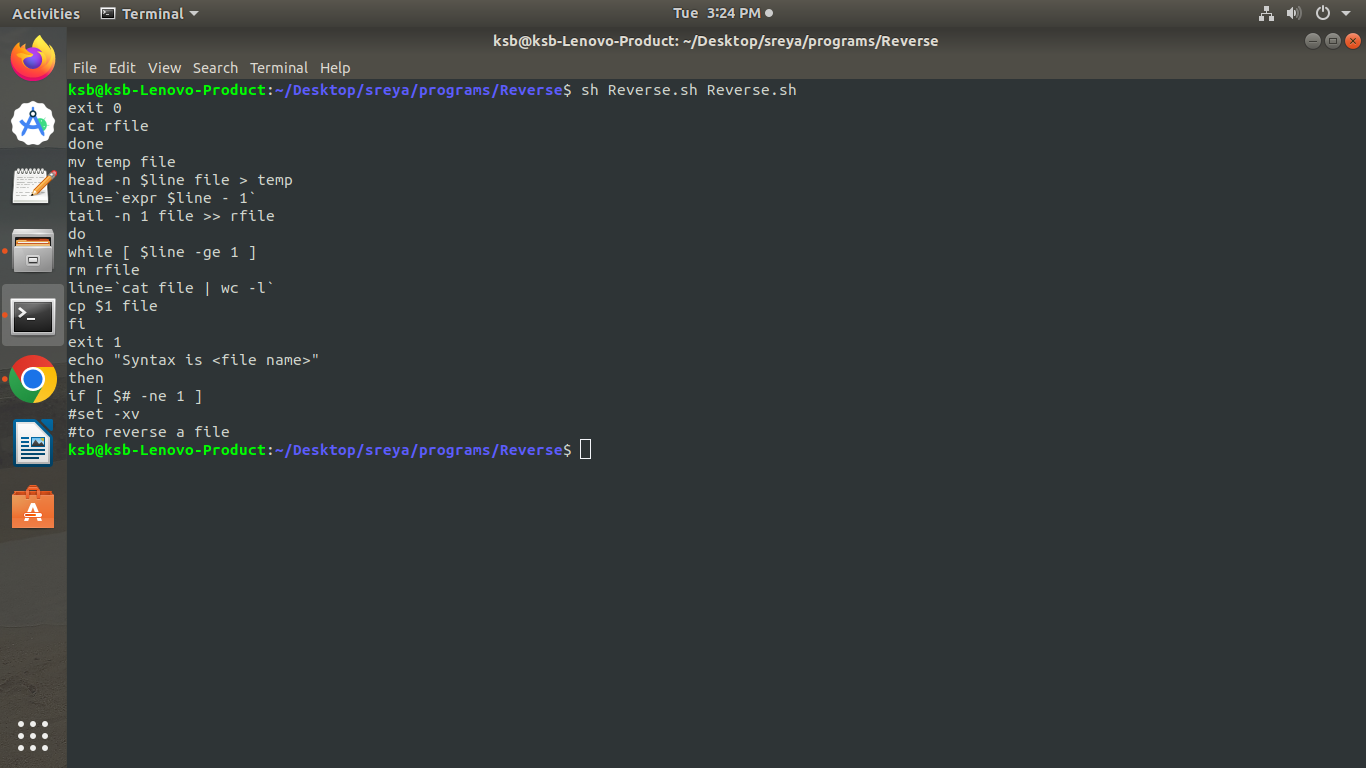 Activities Terminal Tue 3:24 PM
ksb@ksb-Lenovo-Product: ~/Desktop/sreya/programs/Reverse
File Edit View Search Terminal Help
ksb@ksb-Lenovo-Product:~/Desktop/sreya/programs/Reverse$ sh Reverse.sh Reverse.sh
exit 0
cat rfile
done
mv temp file
head -n $line file > temp
line=`expr $line - 1`
tail -n 1 file >> rfile
do
while [ $line -ge 1 ]
rm rfile
line=`cat file | wc -l`
cp $1 file
fi
exit 1
echo "Syntax is <file name>"
then
if [ $# -ne 1 ]
#set -xv
#to reverse a file
ksb@ksb-Lenovo-Product:~/Desktop/sreya/programs/Reverse$